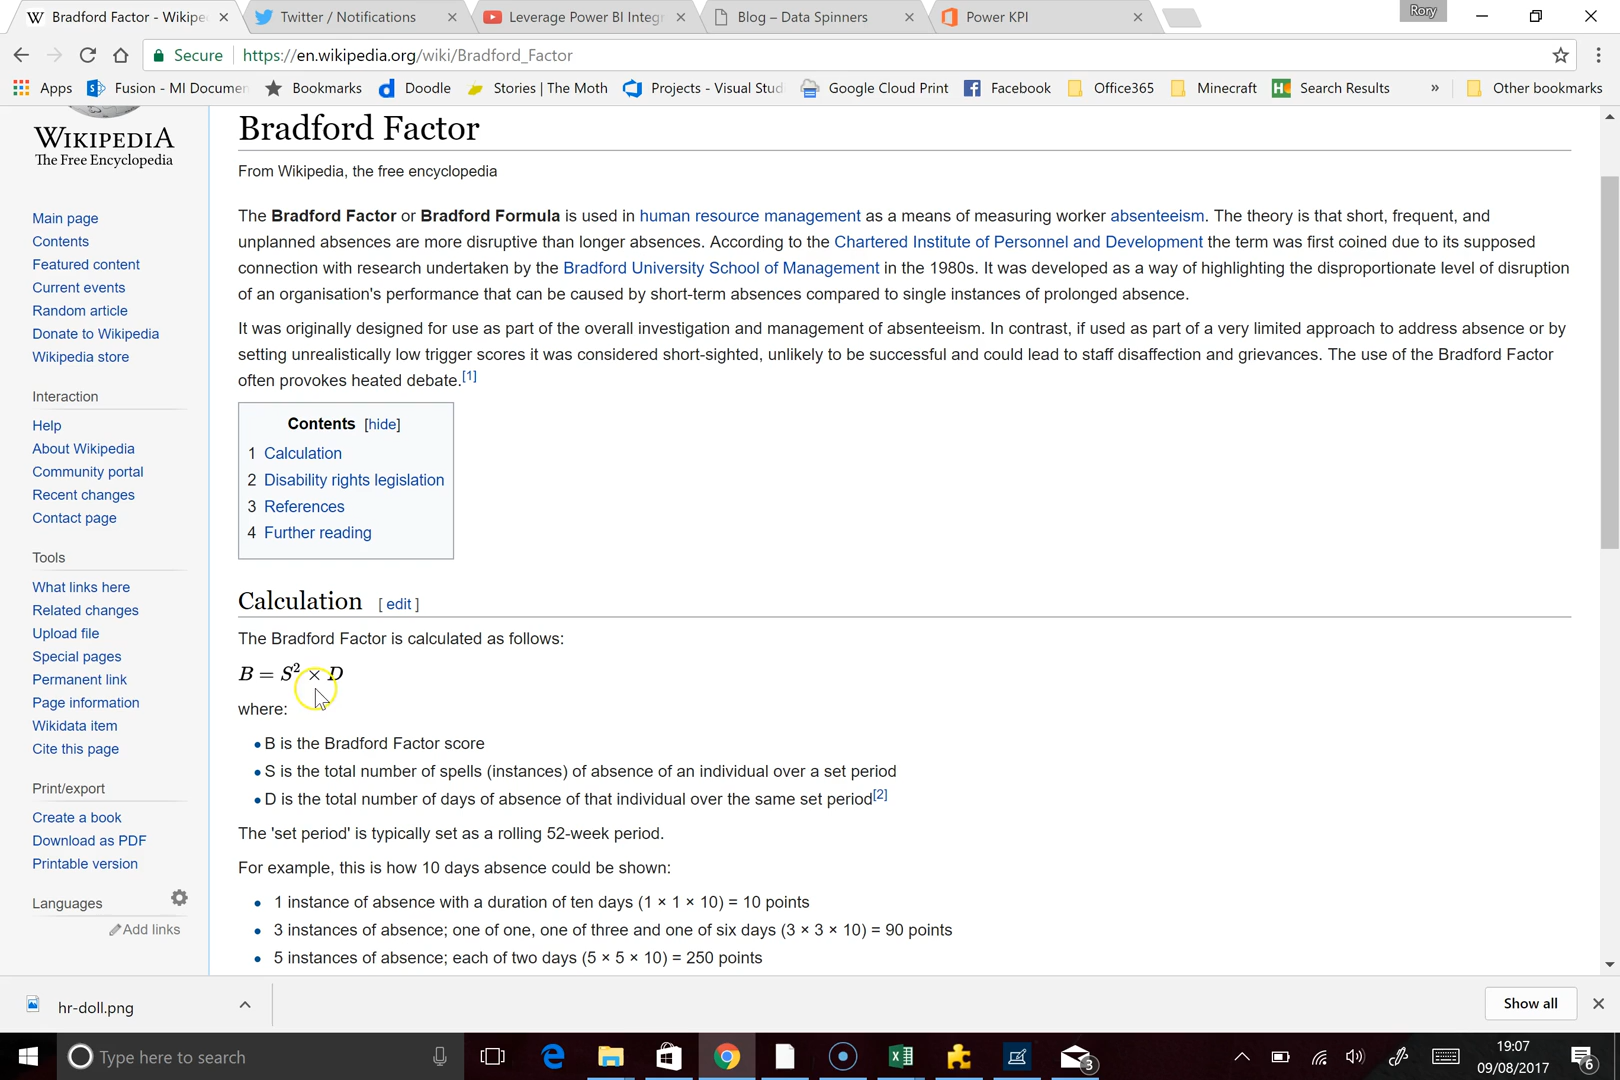 Bradford Factor - Wikipe
Twitter / Notifications
Leverage Power BI Integr
Blog – Data Spinners
Power KPI
Rory
Secure
https://en.wikipedia.org/wiki/Bradford_Factor
Apps
Fusion - MI Documen
Bookmarks
Doodle
Stories | The Moth
Projects - Visual Stud
Google Cloud Print
Facebook
Office365
Minecraft
Search Results
»
Other bookmarks
WIKIPEDIA
The Free Encyclopedia
Main page
Contents
Featured content
Current events
Random article
Donate to Wikipedia
Wikipedia store
Interaction
Help
About Wikipedia
Community portal
Recent changes
Contact page
Tools
What links here
Related changes
Upload file
Special pages
Permanent link
Page information
Wikidata item
Cite this page
Print/export
Create a book
Download as PDF
Printable version
Languages
Add links
Bradford Factor
From Wikipedia, the free encyclopedia
The Bradford Factor or Bradford Formula is used in human resource management as a means of measuring worker absenteeism. The theory is that short, frequent, and
unplanned absences are more disruptive than longer absences. According to the Chartered Institute of Personnel and Development the term was first coined due to its supposed
connection with research undertaken by the Bradford University School of Management in the 1980s. It was developed as a way of highlighting the disproportionate level of disruption
of an organisation's performance that can be caused by short-term absences compared to single instances of prolonged absence.
It was originally designed for use as part of the overall investigation and management of absenteeism. In contrast, if used as part of a very limited approach to address absence or by
setting unrealistically low trigger scores it was considered short-sighted, unlikely to be successful and could lead to staff disaffection and grievances. The use of the Bradford Factor
often provokes heated debate.[1]
Contents [hide]
1 Calculation
2 Disability rights legislation
3 References
4 Further reading
Calculation [ edit ]
The Bradford Factor is calculated as follows:
B = S² × D
where:
• B is the Bradford Factor score
• S is the total number of spells (instances) of absence of an individual over a set period
• D is the total number of days of absence of that individual over the same set period[2]
The 'set period' is typically set as a rolling 52-week period.
For example, this is how 10 days absence could be shown:
• 1 instance of absence with a duration of ten days (1 × 1 × 10) = 10 points
• 3 instances of absence; one of one, one of three and one of six days (3 × 3 × 10) = 90 points
• 5 instances of absence; each of two days (5 × 5 × 10) = 250 points
hr-doll.png
Show all
Type here to search
3
19:07
09/08/2017
6